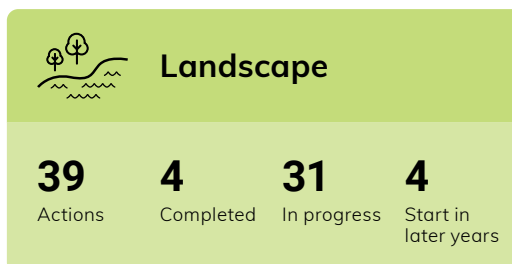 Landscape
39 4 31 4
Actions Completed In progress Start in
later years